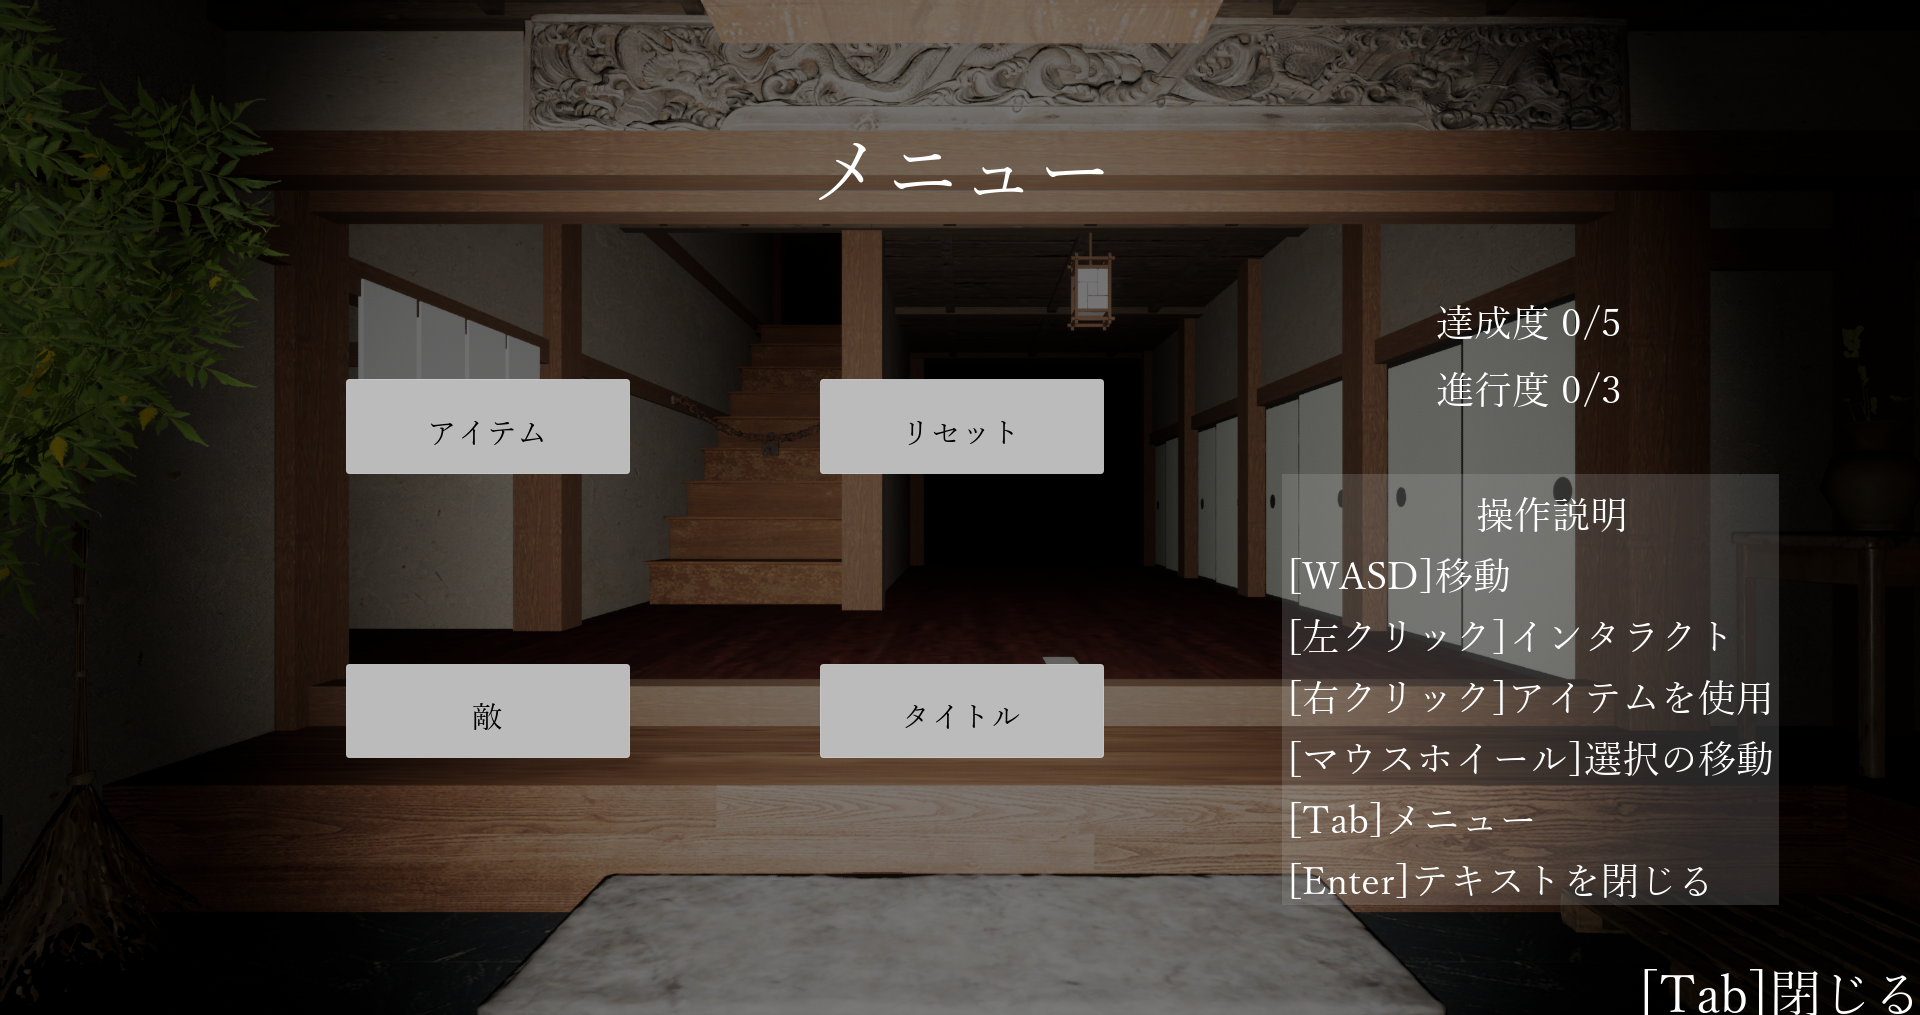 メニュー
アイテム
リセット
敵
タイトル
達成度 0/5
進行度 0/3
操作説明
[WASD]移動
[左クリック]インタラクト
[右クリック]アイテムを使用
[マウスホイール]選択の移動
[Tab]メニュー
[Enter]テキストを閉じる
[Tab]閉じる